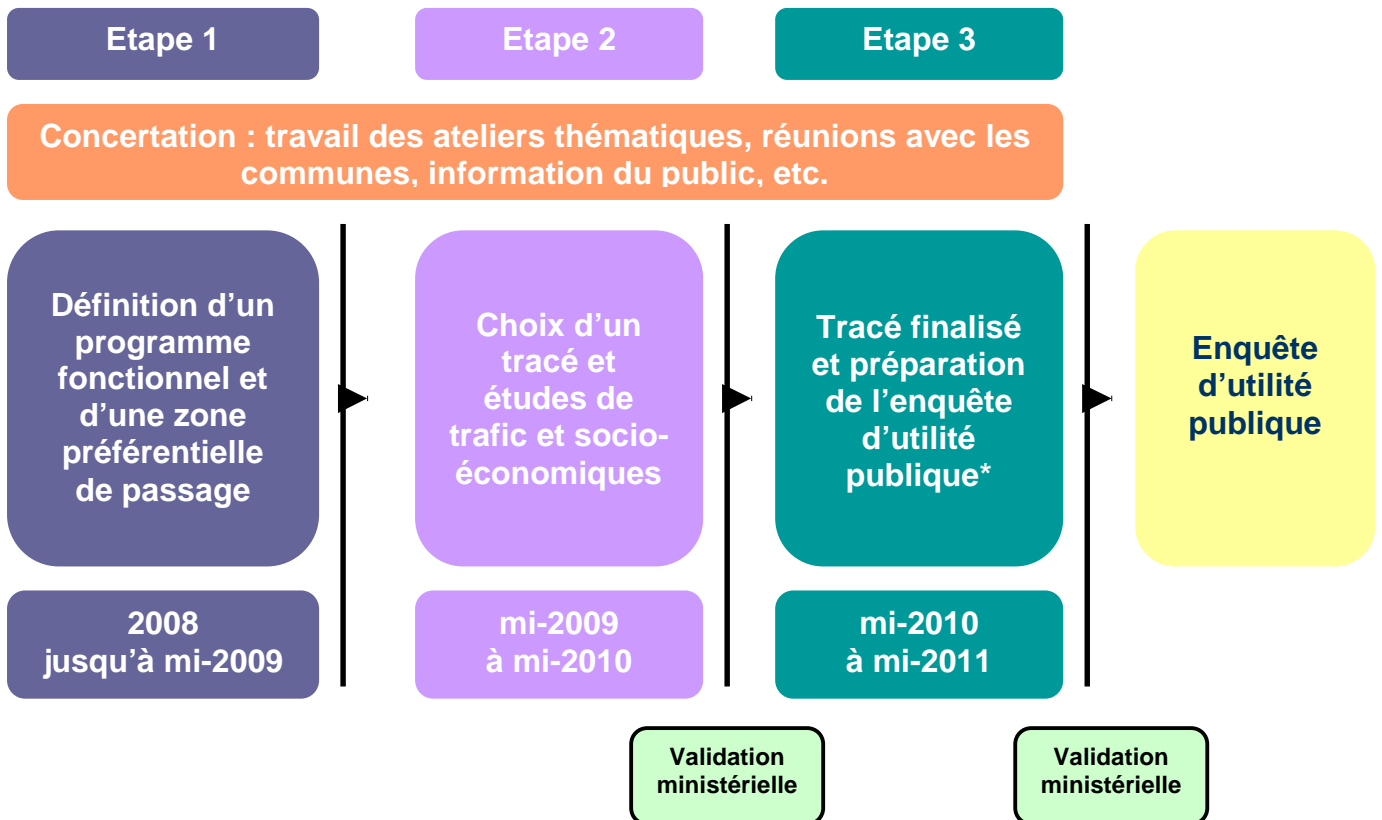 Etape 1
Etape 2
Etape 3
Concertation : travail des ateliers thématiques, réunions avec les
communes, information du public, etc.
Définition d'un
programme
fonctionnel et
d'une zone
préférentielle
de passage
Choix d'un
tracé et
études de
trafic et socio-
économiques
Tracé finalisé
et préparation
de l'enquête
d'utilité
publique*
Enquête
d'utilité
publique
2008
jusqu'à mi-2009
mi-2009
à mi-2010
mi-2010
à mi-2011
Validation
ministérielle
Validation
ministérielle